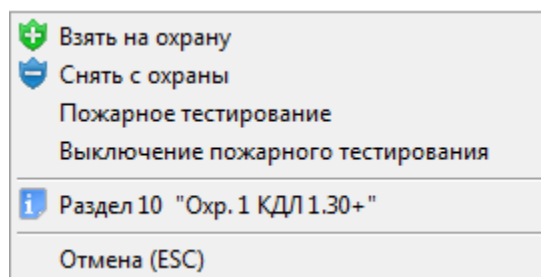 Взять на охрану
Снять с охраны
Пожарное тестирование
Выключение пожарного тестирования
Раздел 10 "Охр. 1 КДЛ 1.30+"
Отмена (ESC)